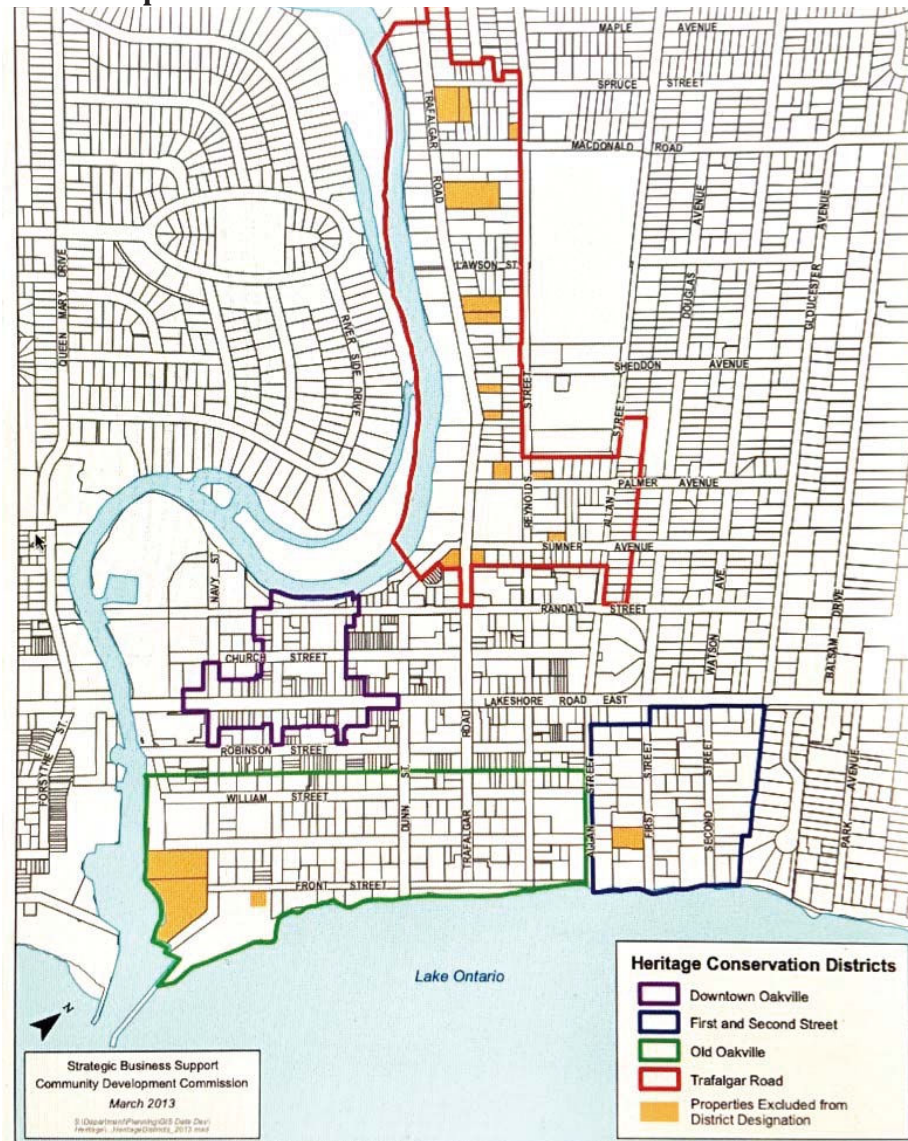 MAPLE AVENUE
SPRUCE STREET
TRAFALGAR ROAD
MACDONALD ROAD
AVENUE
DOUGLAS
AVENUE
GLOUCESTER
LAWSON ST
QUEEN MARY DRIVE
RIVER SIDE DRIVE
SHEDDON AVENUE
STREET
STREET
PALMER AVENUE
REYNOLDS
ALLAN
SUMNER AVENUE
NAVY ST
AVE
RANDALL STREET
WATSON
DRIVE
BALSAM
CHURCH STREET
LAKESHORE ROAD EAST
ROAD
FORSYTHE ST.
ROBINSON STREET
ST.
STREET
STREET
STREET
AVENUE
WILLIAM STREET
DUNN
TRAFALGAR
ALLAN
FIRST
SECOND
PARK
FRONT STREET
Lake Ontario
N
Heritage Conservation Districts
Downtown Oakville
First and Second Street
Old Oakville
Trafalgar Road
Properties Excluded from
District Designation
Strategic Business Support
Community Development Commission
March 2013